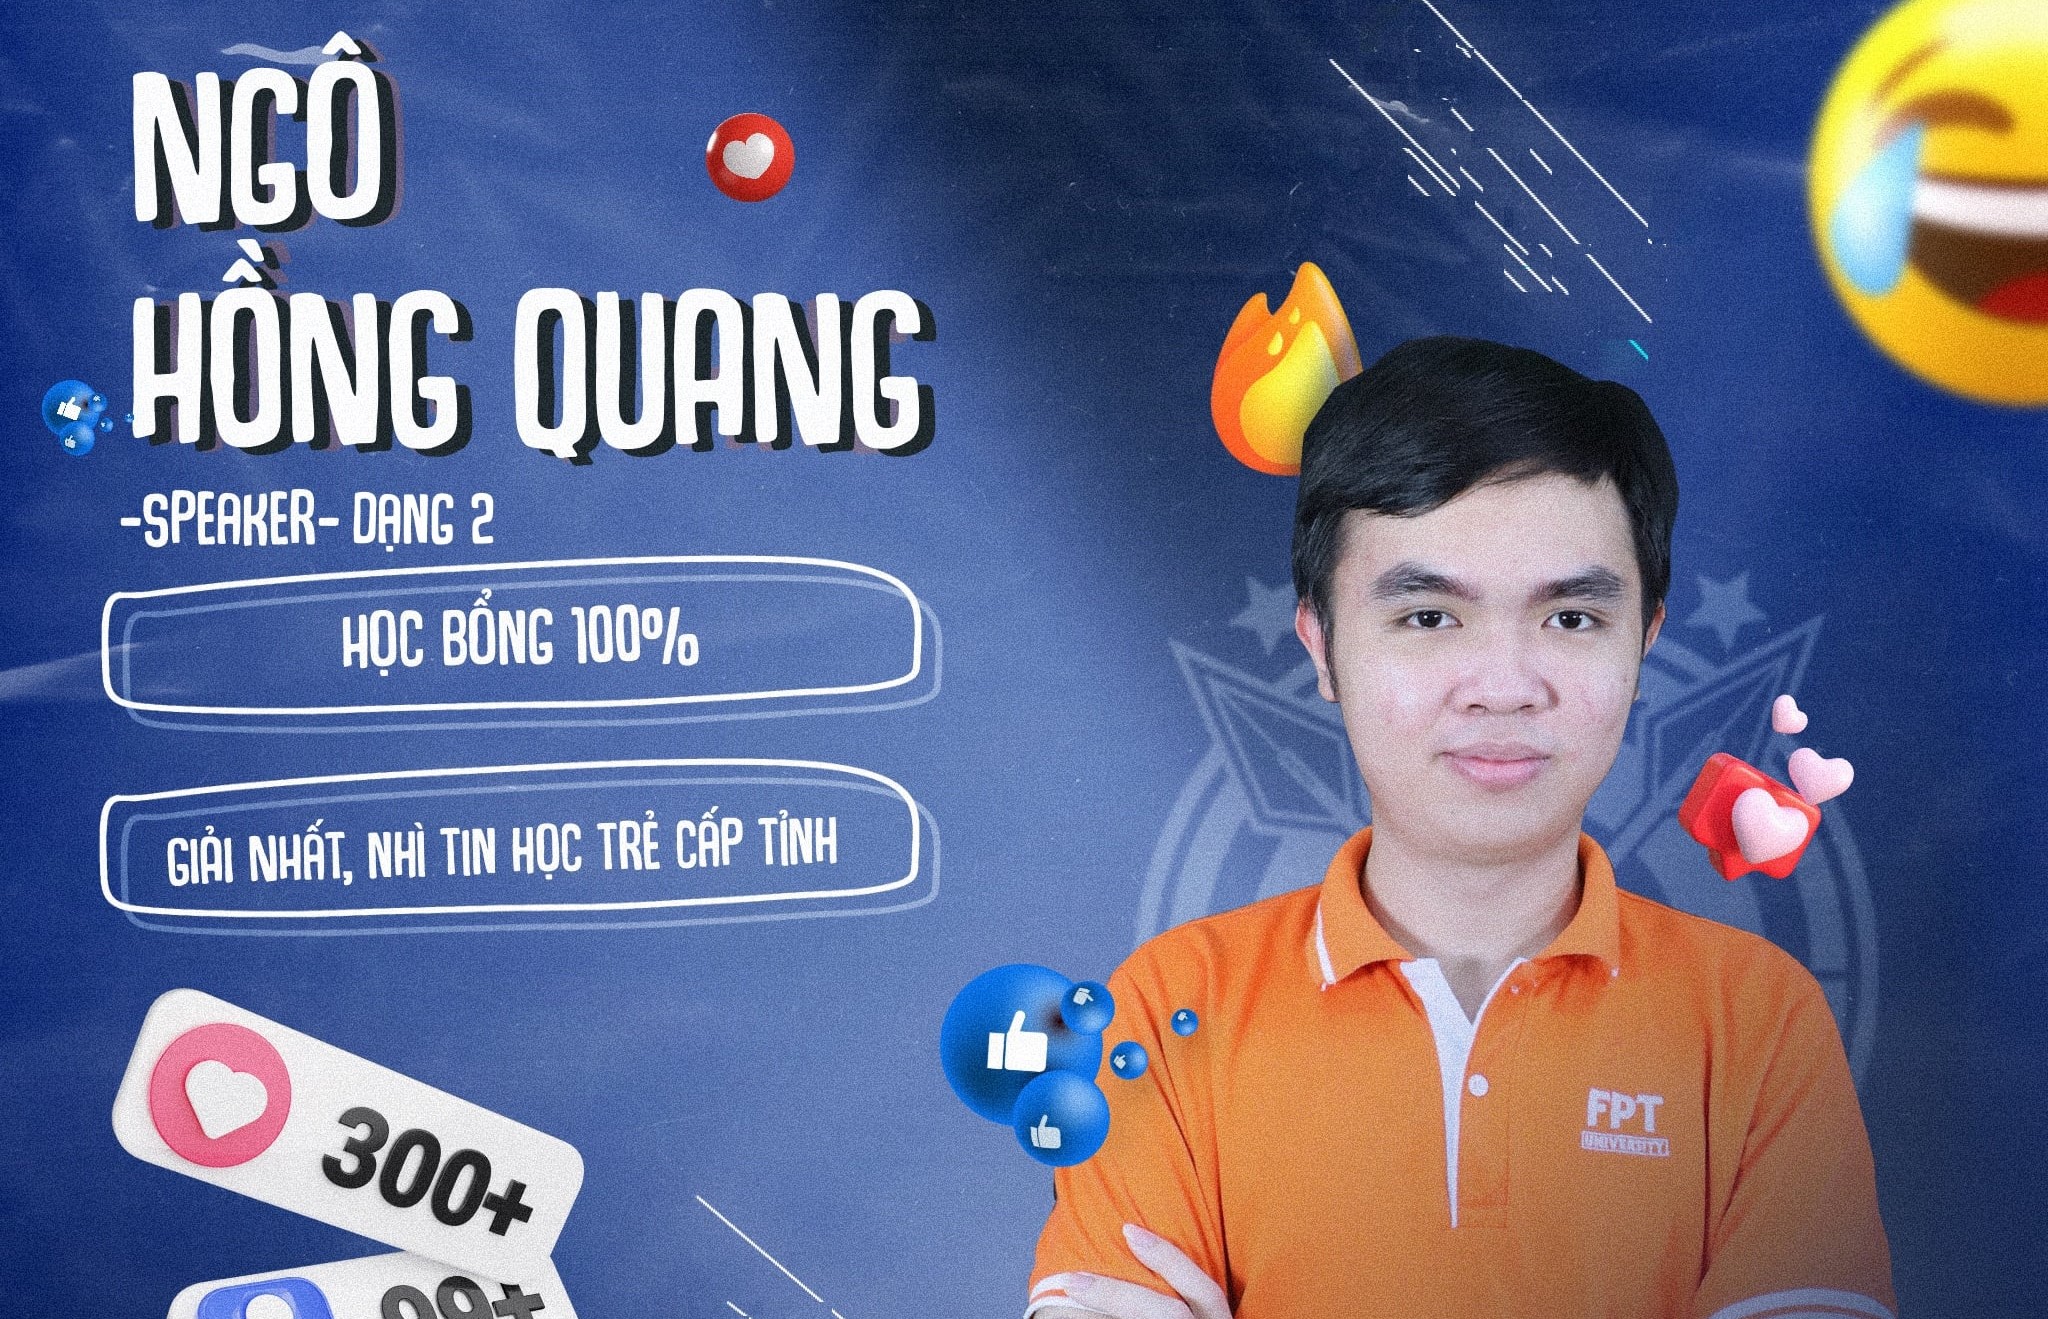 NGÔ
HỒNG QUANG
-SPEAKER- DẠNG 2
HỌC BỔNG 100%
GIẢI NHẤT, NHÌ TIN HỌC TRẺ CẤP TỈNH
300+
99+
FPT
UNIVERSITY